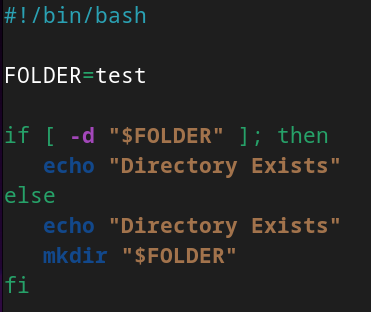 #!/bin/bash
FOLDER=test
if [ -d "$FOLDER" ]; then
echo "Directory Exists"
else
echo "Directory Exists"
mkdir "$FOLDER"
fi